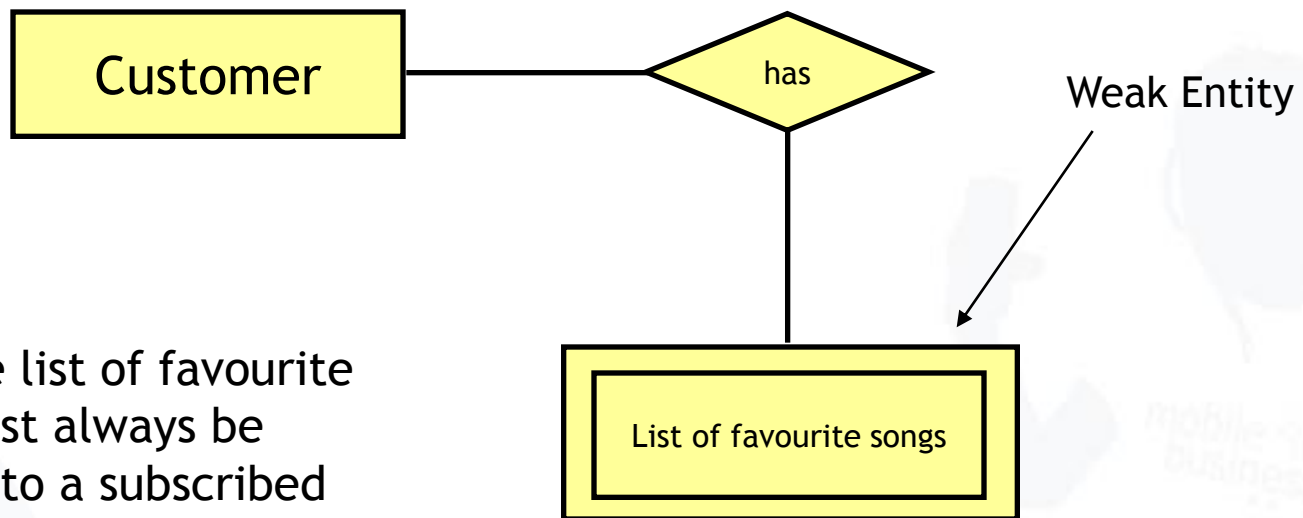 Customer
has
Weak Entity
list of favourite
st always be
to a subscribed
List of favourite songs